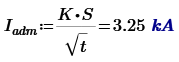 I_adm := K • S / √t = 3.25 kA